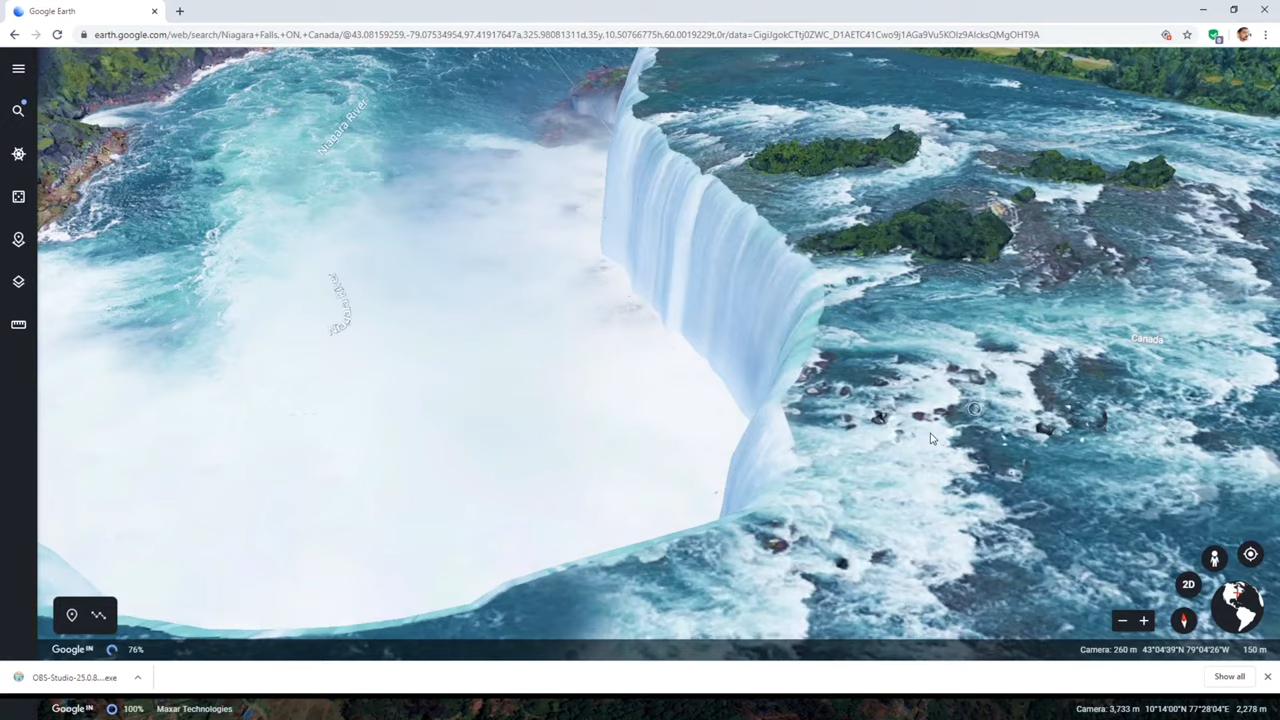 Google Earth
earth.google.com/web/search/Niagara+Falls,+ON,+Canada/@43.08159259,-79.07534954,97.41917647a,325.98081311d,35y,10.50766775h,60.0019229t,0r/data=CigiJgokCTtj0ZWC_D1AETC41Cwo9j1AGa9Vu5KOIz9AIcksQMgOHT9A
Niagara River
Canada
2D
Google IN
76%
Camera: 260 m 43°04'39"N 79°04'26"W 150 m
OBS-Studio-25.0.8....exe
Show all
Google IN
100%
Maxar Technologies
Camera: 3,733 m 10°14'00"N 77°28'04"E 2,278 m